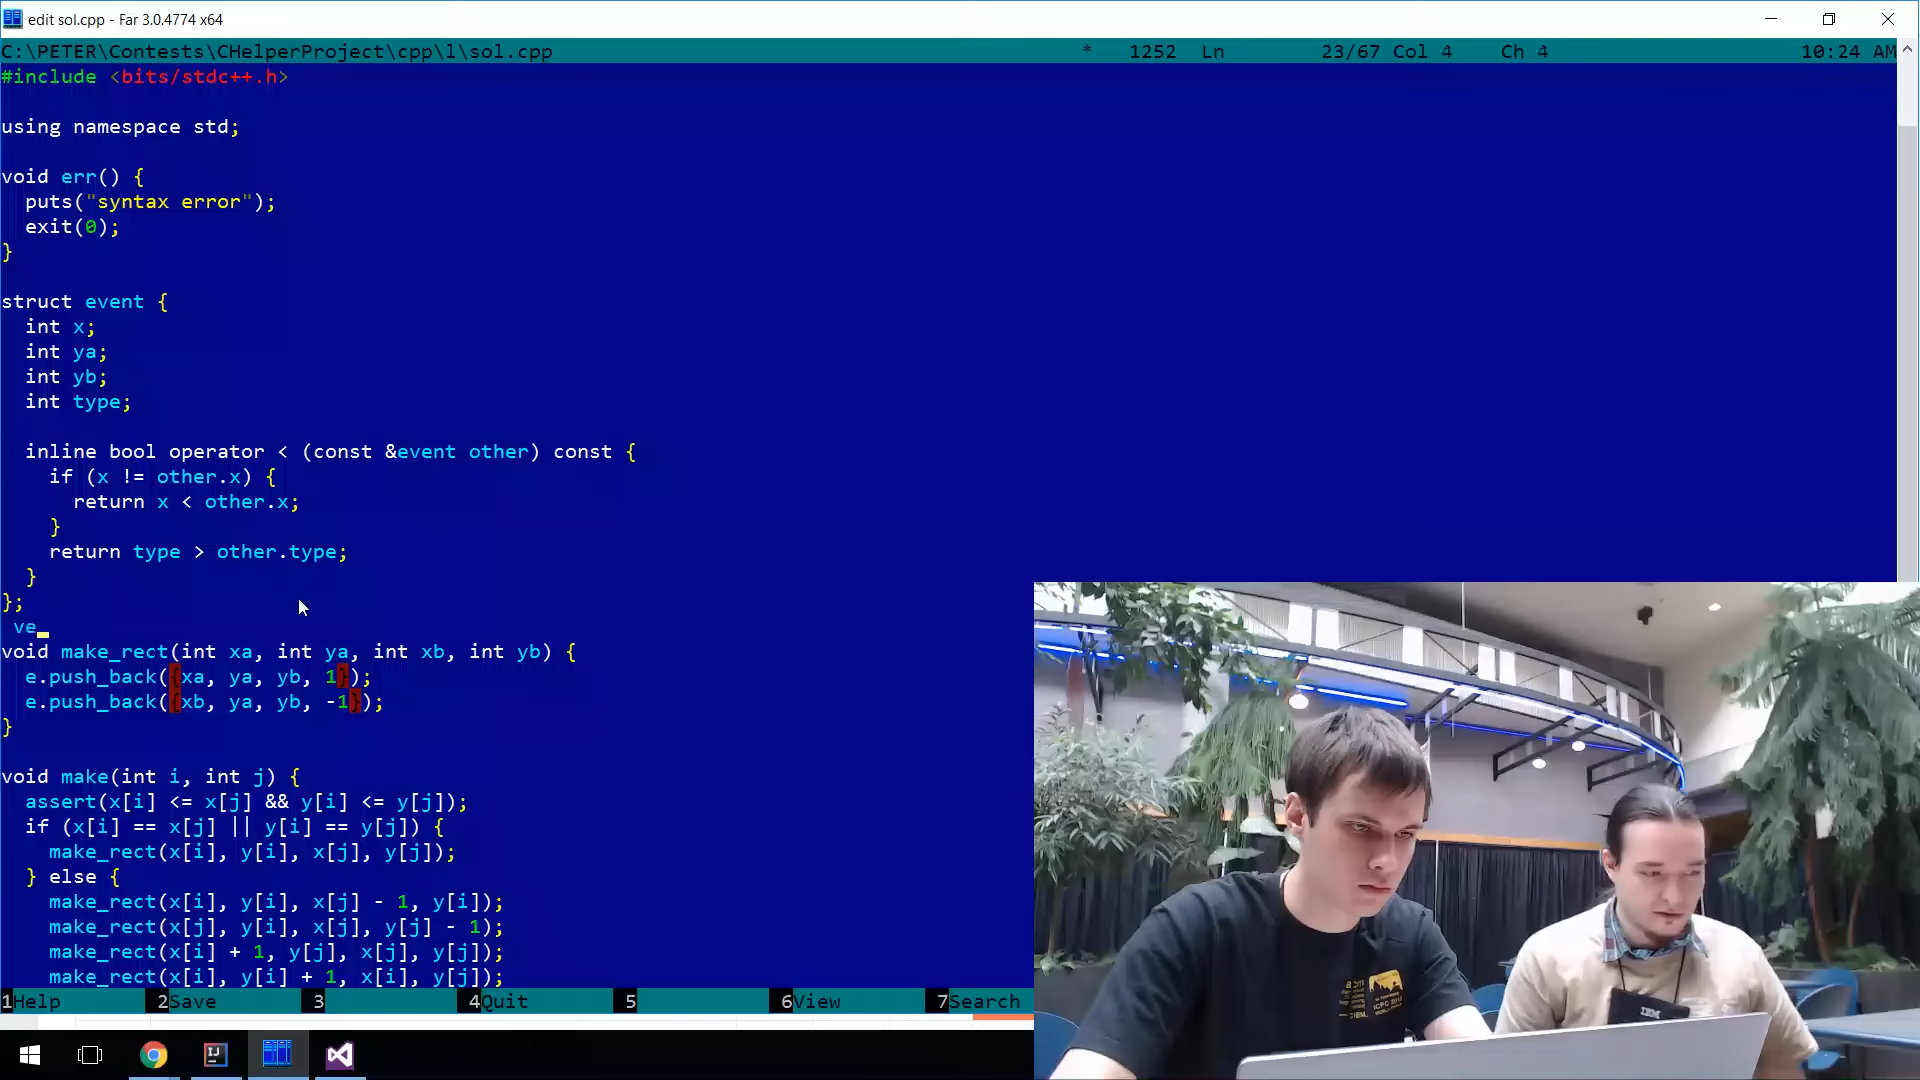 edit sol.cpp - Far 3.0.4774 x64
C:\PETER\Contests\CHelperProject\cpp\l\sol.cpp * 1252 Ln 23/67 Col 4 Ch 4 10:24 AM
#include <bits/stdc++.h>
using namespace std;
void err() {
puts("syntax error");
exit(0);
}
struct event {
int x;
int ya;
int yb;
int type;
inline bool operator < (const &event other) const {
if (x != other.x) {
return x < other.x;
}
return type > other.type;
}
};
ve
void make_rect(int xa, int ya, int xb, int yb) {
e.push_back({xa, ya, yb, 1});
e.push_back({xb, ya, yb, -1});
}
void make(int i, int j) {
assert(x[i] <= x[j] && y[i] <= y[j]);
if (x[i] == x[j] || y[i] == y[j]) {
make_rect(x[i], y[i], x[j], y[j]);
} else {
make_rect(x[i], y[i], x[j] - 1, y[i]);
make_rect(x[j], y[i], x[j], y[j] - 1);
make_rect(x[i] + 1, y[j], x[j], y[j]);
make_rect(x[i], y[i] + 1, x[i], y[j]);
1Help 2Save 3 4Quit 5 6View 7Search
IJ
acm
ICPC
IBM
IBM